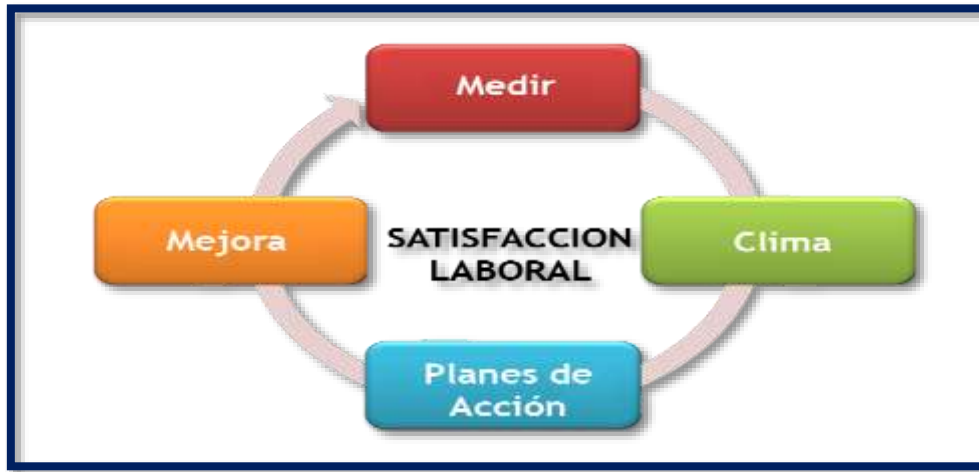 Medir
Mejora
SATISFACCION
LABORAL
Clima
Planes de
Acción